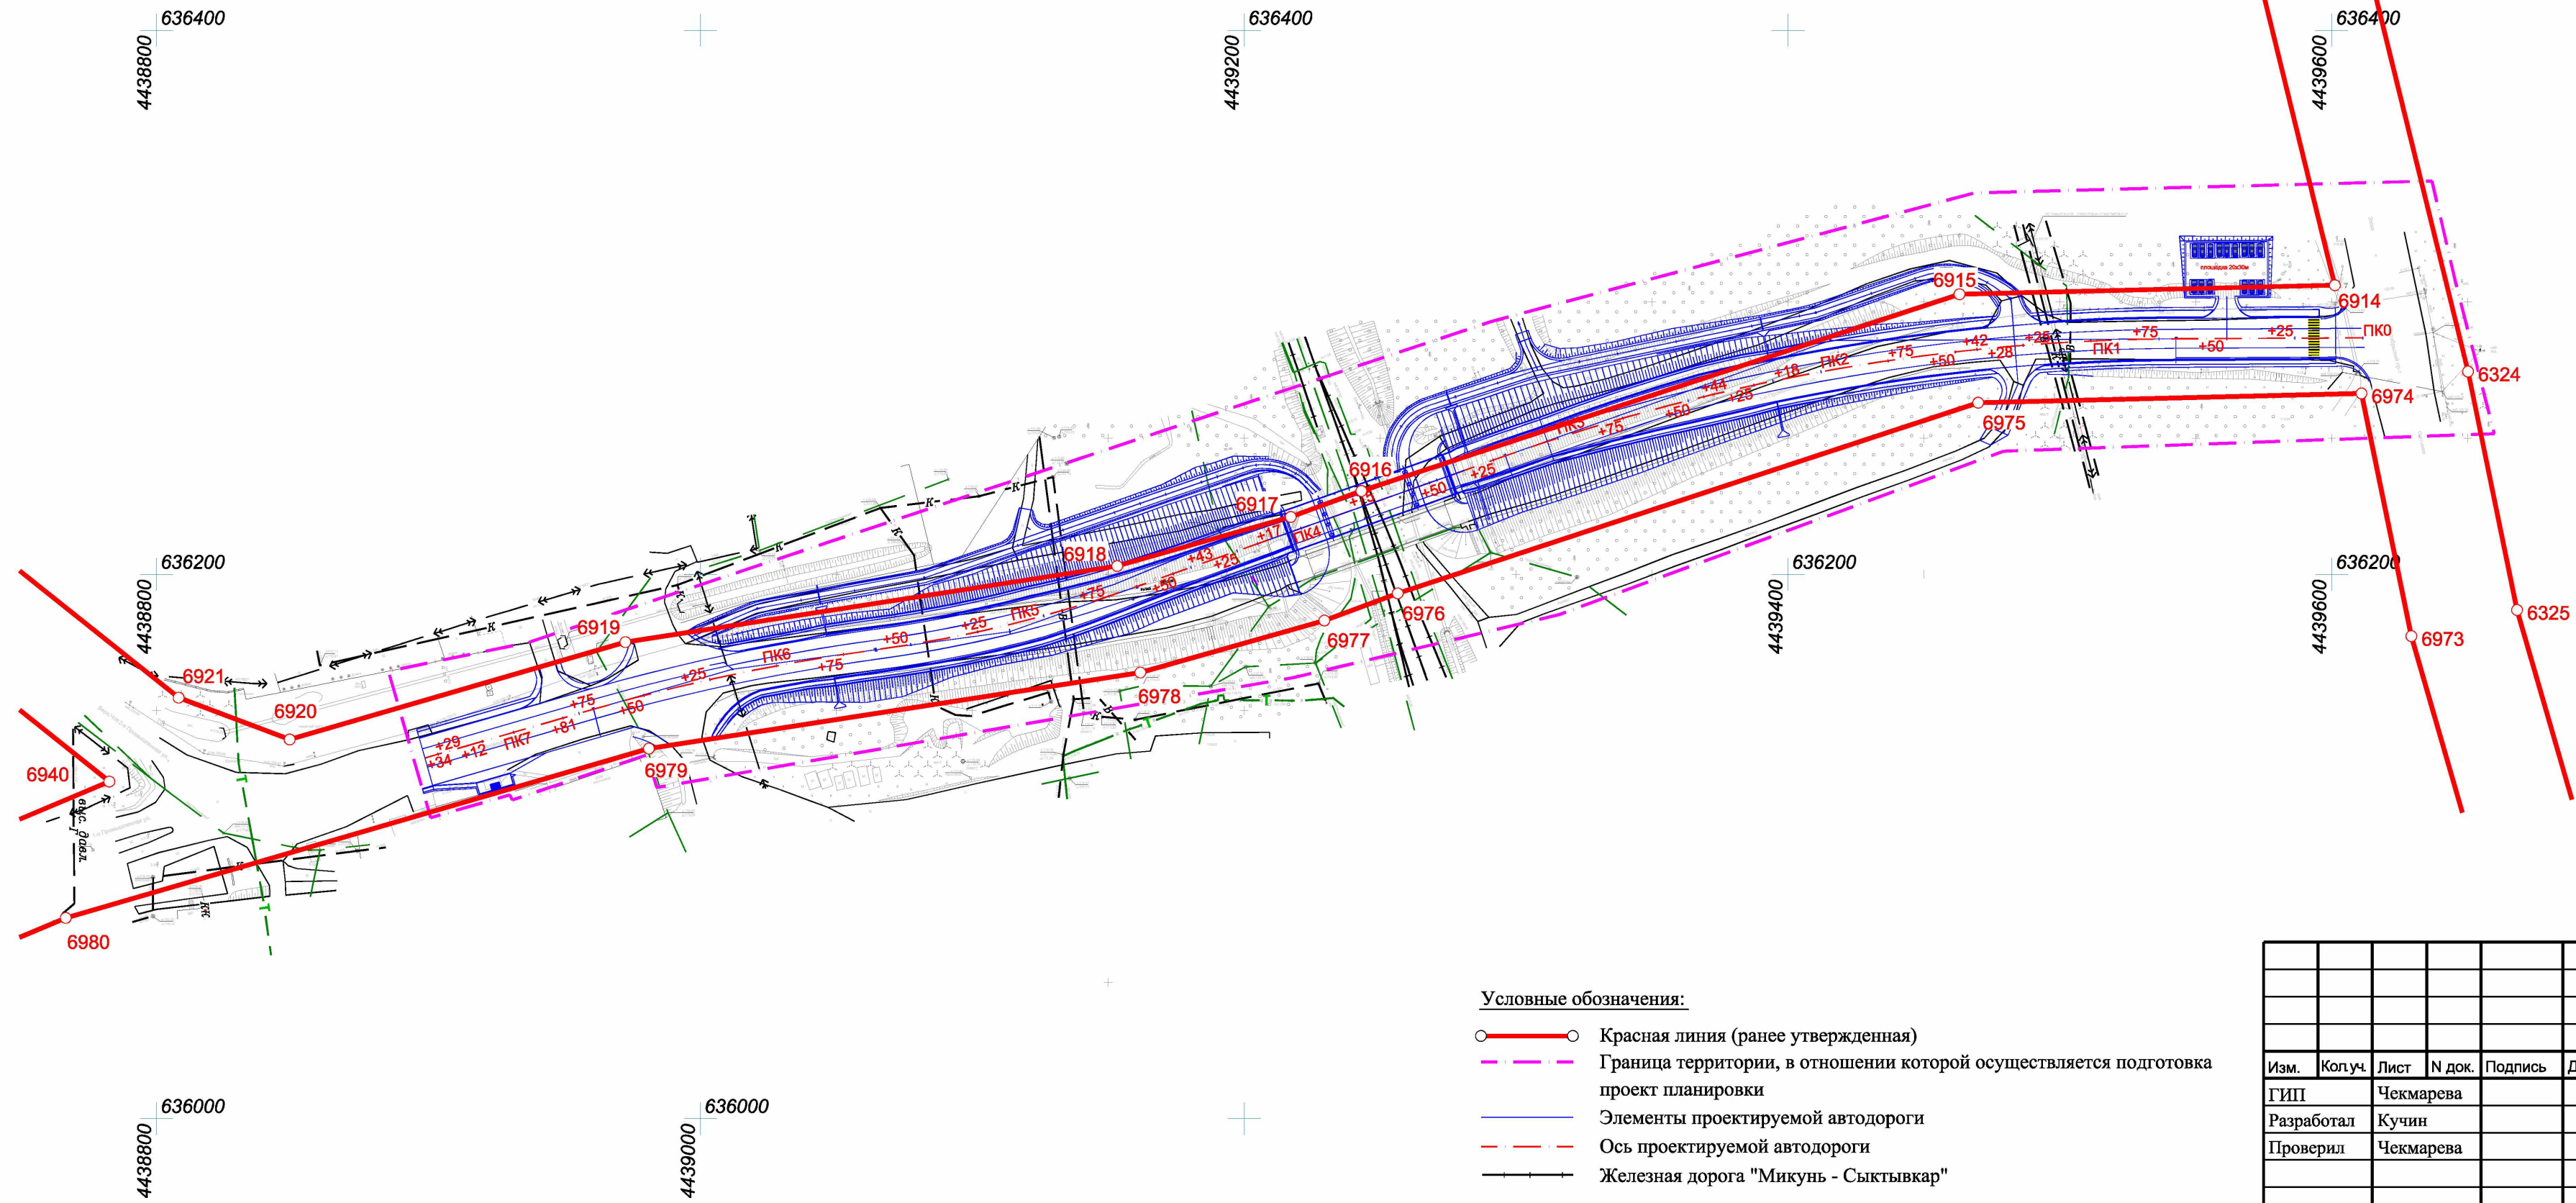 636400
636400
636400
4438800
4439200
4439600
6915
6914
площадка 20х30м
ПК0
+25
+50
+75
ПК1
+25
+42
+28
+50
+75
ПК2
+18
+25
+44
+50
+75
ПК3
+25
+50
6324
6974
6975
6916
6917
ПК4
+17
+43
+25
+50
+75
ПК5
+25
+50
6918
636200
636200
636200
4438800
4439400
4439600
6976
6977
6325
6973
6919
ПК6
+75
+25
+50
+75
+81
ПК7
+12
+29
+34
6921
6920
6978
6979
6940
выс. давл.
6980
К
К
К
К
К
К
К
К
К
В
В
В
Т
Т
Т
Т
Г
КК
636000
636000
4438800
4439000
Условные обозначения:
Красная линия (ранее утвержденная)
Граница территории, в отношении которой осуществляется подготовка
проект планировки
Элементы проектируемой автодороги
Ось проектируемой автодороги
Железная дорога "Микунь - Сыктывкар"
Изм. Кол.уч. Лист N док. Подпись Д
ГИП Чекмарева
Разработал Кучин
Проверил Чекмарева